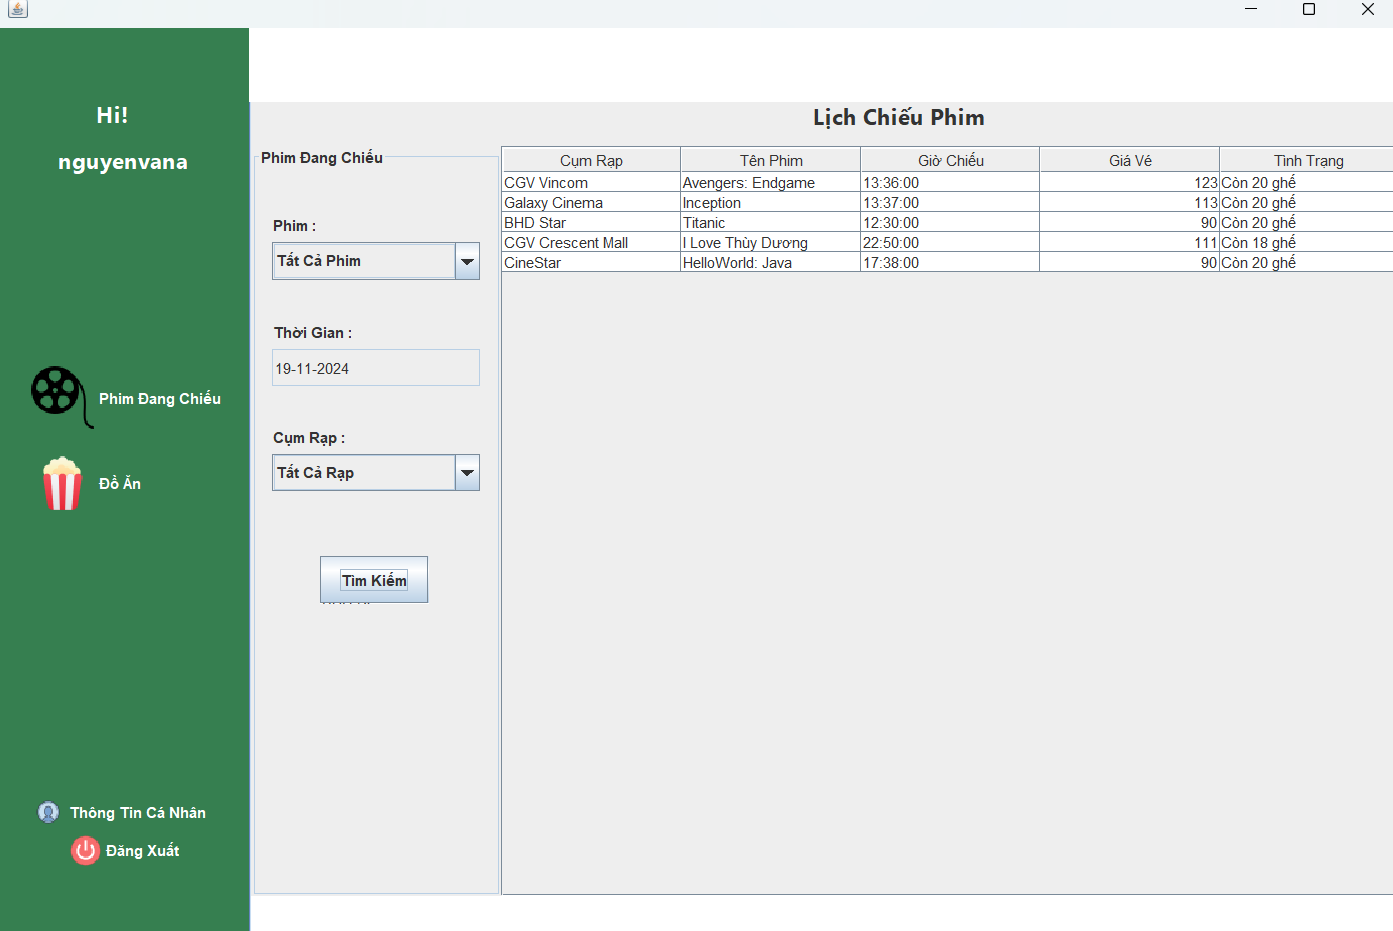 Hi!
nguyenvana
Phim Đang Chiếu
Đồ Ăn
Thông Tin Cá Nhân
Đăng Xuất
Lịch Chiếu Phim
Phim Đang Chiếu
Phim :
Tất Cả Phim
Thời Gian :
19-11-2024
Cụm Rạp :
Tất Cả Rạp
Tìm Kiếm
Cụm Rạp Tên Phim Giờ Chiếu Giá Vé Tình Trạng
CGV Vincom Avengers: Endgame 13:36:00 123 Còn 20 ghế
Galaxy Cinema Inception 13:37:00 113 Còn 20 ghế
BHD Star Titanic 12:30:00 90 Còn 20 ghế
CGV Crescent Mall I Love Thùy Dương 22:50:00 111 Còn 18 ghế
CineStar HelloWorld: Java 17:38:00 90 Còn 20 ghế